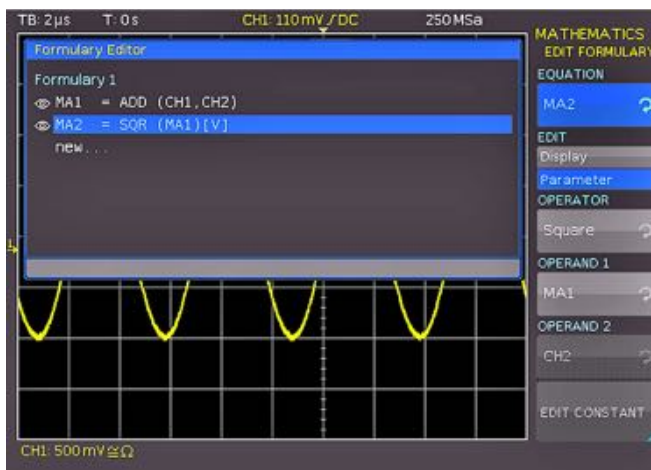 TB: 2µs T: 0s CH1: 110mV / DC 250MSa
MATHEMATICS
EDIT FORMULARY
Formulary Editor
Formulary 1
MA1 = ADD (CH1,CH2)
MA2 = SQR (MA1)[V]
new...
EQUATION
MA2
EDIT
Display
Parameter
OPERATOR
Square
OPERAND 1
MA1
OPERAND 2
CH2
EDIT CONSTANT
1
CH1: 500mV≅Ω